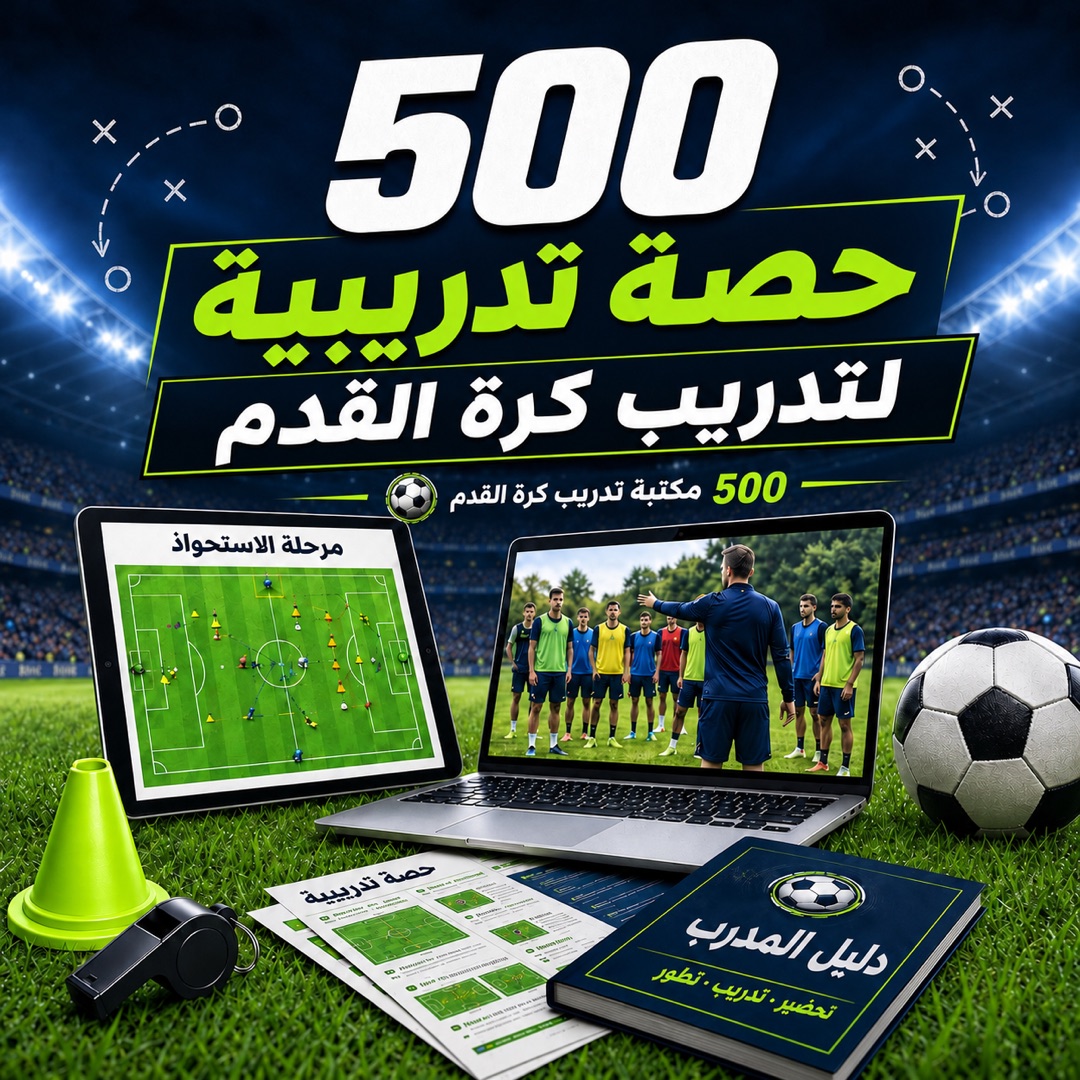 500
حصة تدريبية
لتدريب كرة القدم
500 مكتبة تدريب كرة القدم
مرحلة الاستحواذ
حصة تدريبية
دليل المدرب
تحضير · تدريب · تطور